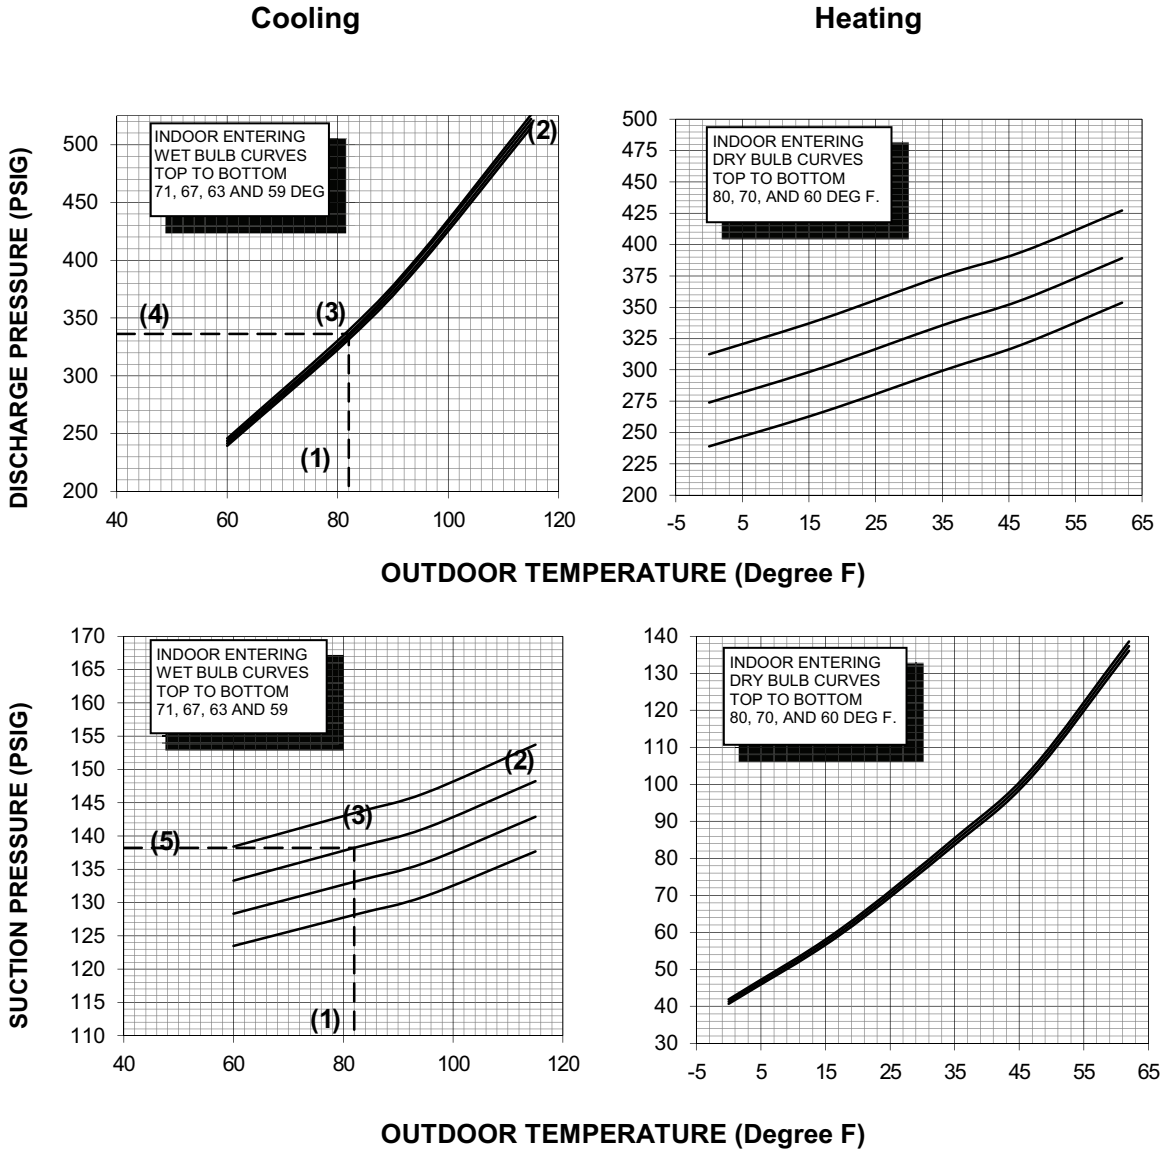 Cooling
Heating
DISCHARGE PRESSURE (PSIG)
INDOOR ENTERING
WET BULB CURVES
TOP TO BOTTOM
71, 67, 63 AND 59 DEG
500
450
400
350
300
250
200
40 60 80 100 120
(1)
(2)
(3)
(4)
INDOOR ENTERING
DRY BULB CURVES
TOP TO BOTTOM
80, 70, AND 60 DEG F.
500
475
450
425
400
375
350
325
300
275
250
225
200
-5 5 15 25 35 45 55 65
OUTDOOR TEMPERATURE (Degree F)
SUCTION PRESSURE (PSIG)
INDOOR ENTERING
WET BULB CURVES
TOP TO BOTTOM
71, 67, 63 AND 59
170
165
160
155
150
145
140
135
130
125
120
115
110
40 60 80 100 120
(2)
(3)
(5)
(1)
INDOOR ENTERING
DRY BULB CURVES
TOP TO BOTTOM
80, 70, AND 60 DEG F.
140
130
120
110
100
90
80
70
60
50
40
30
-5 5 15 25 35 45 55 65
OUTDOOR TEMPERATURE (Degree F)